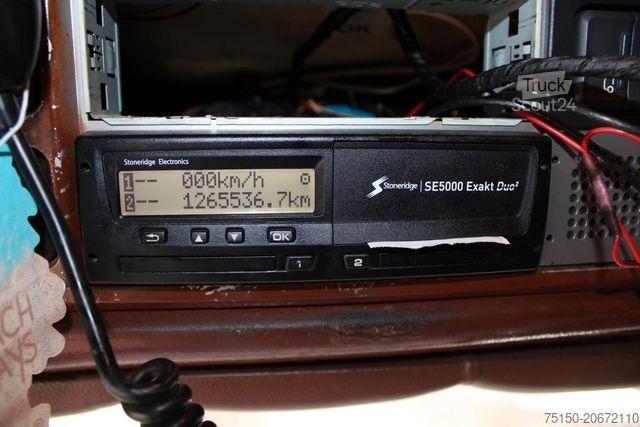 Truck
Scout24
Stoneridge Electronics
1-- 000km/h
2-- 1265536.7km
Stoneridge | SE5000 Exakt Duo²
OK
1 2
75150-20672110